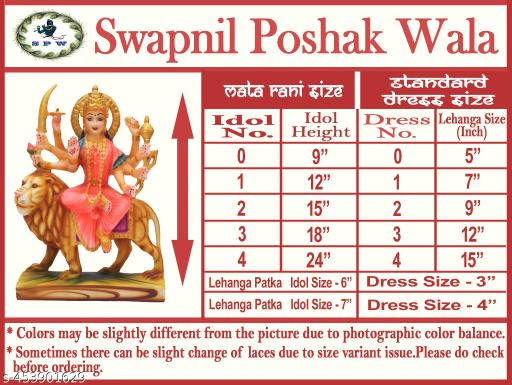 S P W
Swapnil Poshak Wala
mata rani size
standard
dress size
Idol No.
Idol Height
Dress No.
Lehanga Size (Inch)
0 9” 0 5”
1 12” 1 7”
2 15” 2 9”
3 18” 3 12”
4 24” 4 15”
Lehanga Patka Idol Size - 6” Dress Size - 3”
Lehanga Patka Idol Size - 7” Dress Size - 4”
* Colors may be slightly different from the picture due to photographic color balance.
* Sometimes there can be slight change of laces due to size variant issue.Please do check
before ordering.
s-453901629